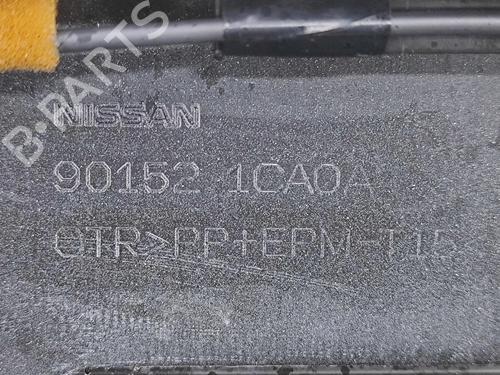 B-PARTS
NISSAN
90152 1CA0A
OTR>PP+EPM-T15